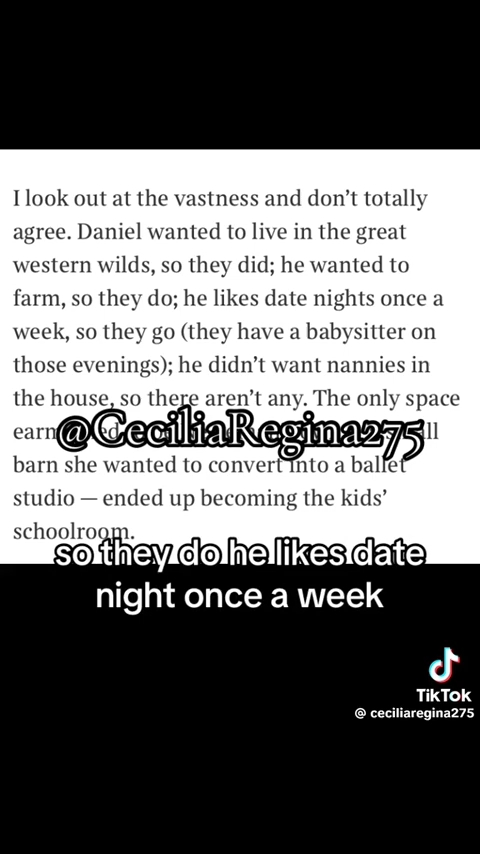 I look out at the vastness and don't totally
agree. Daniel wanted to live in the great
western wilds, so they did; he wanted to
farm, so they do; he likes date nights once a
week, so they go (they have a babysitter on
those evenings); he didn't want nannies in
the house, so there aren't any. The only space
earn
@CeciliaRegina275
barn she wanted to convert into a ballet
studio — ended up becoming the kids'
schoolroom.
so they do he likes date
night once a week
TikTok
@ ceciliaregina275